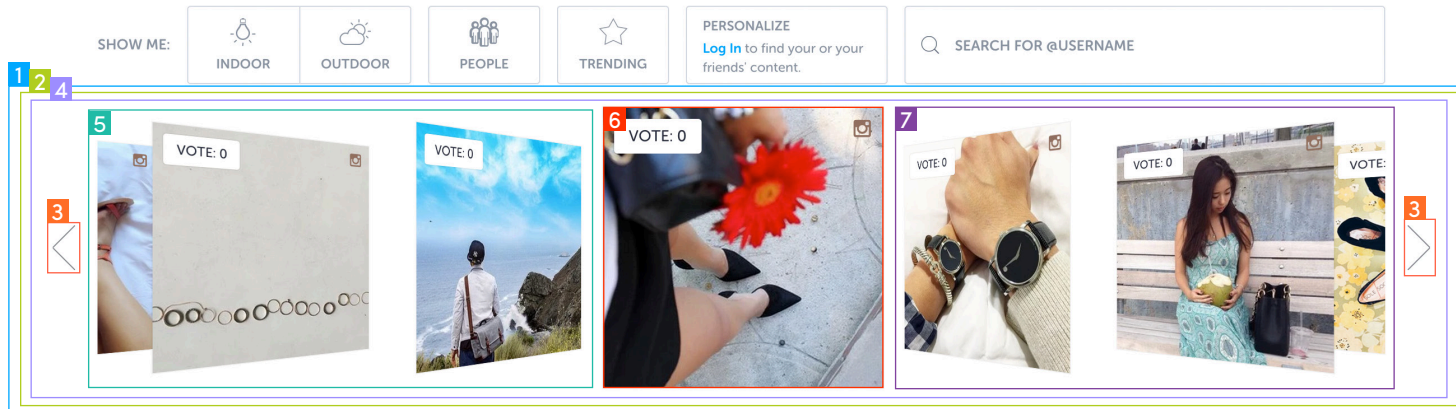 SHOW ME:
INDOOR
OUTDOOR
PEOPLE
TRENDING
PERSONALIZE
Log In to find your or your
friends' content.
SEARCH FOR @USERNAME
1
2
4
5
6
7
VOTE: 0
VOTE: 0
VOTE: 0
VOTE: 0
VOTE: 0
VOTE:
3
3